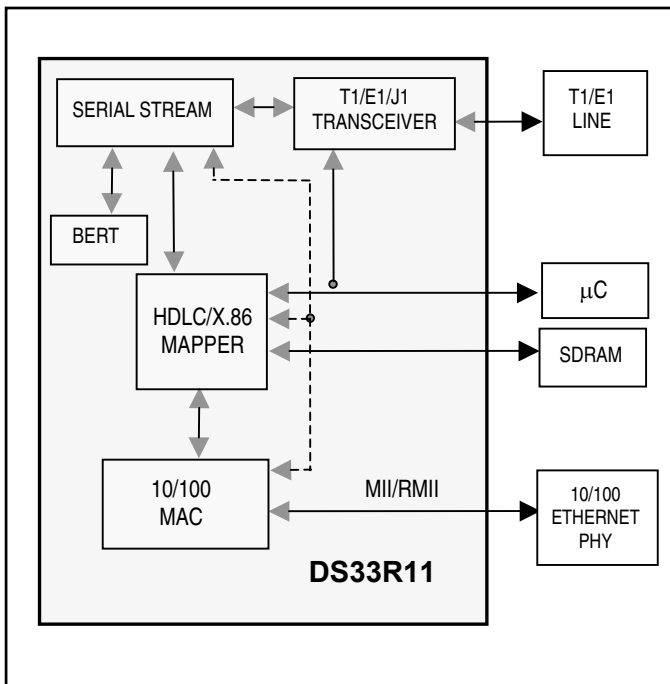 SERIAL STREAM
T1/E1/J1
TRANSCEIVER
T1/E1
LINE
BERT
HDLC/X.86
MAPPER
μC
SDRAM
10/100
MAC
MII/RMII
10/100
ETHERNET
PHY
DS33R11